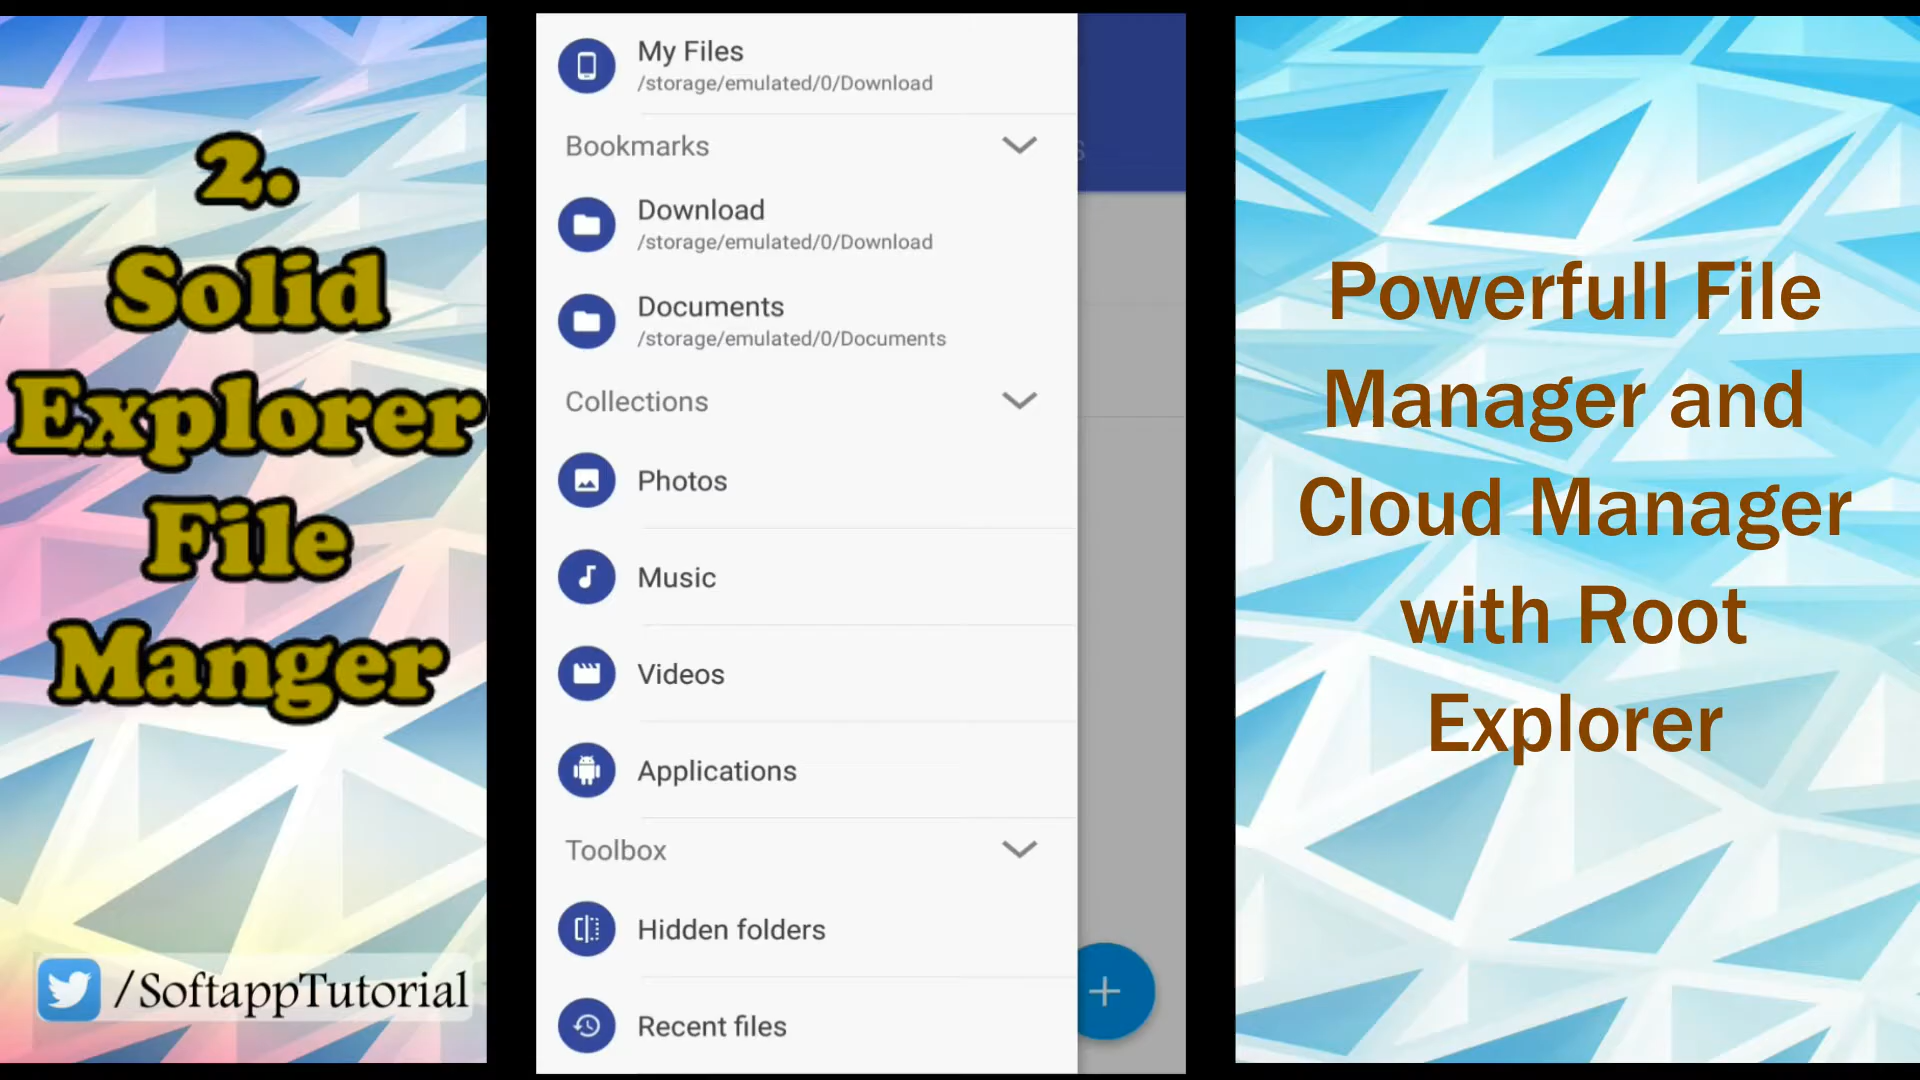 2.
Solid
Explorer
File
Manger
/SoftappTutorial
My Files
/storage/emulated/0/Download
Bookmarks
Download
/storage/emulated/0/Download
Documents
/storage/emulated/0/Documents
Collections
Photos
Music
Videos
Applications
Toolbox
Hidden folders
Recent files
Powerfull File
Manager and
Cloud Manager
with Root
Explorer